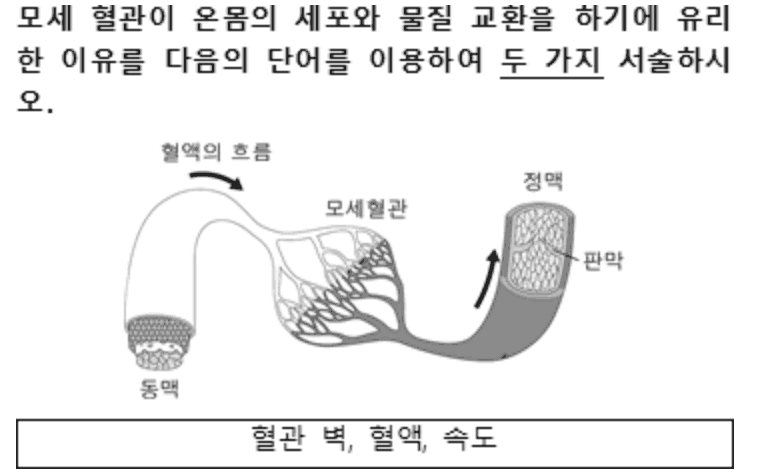 모세 혈관이 온몸의 세포와 물질 교환을 하기에 유리
한 이유를 다음의 단어를 이용하여 두 가지 서술하시
오.
혈액의 흐름
정맥
모세혈관
판막
동맥
혈관 벽, 혈액, 속도